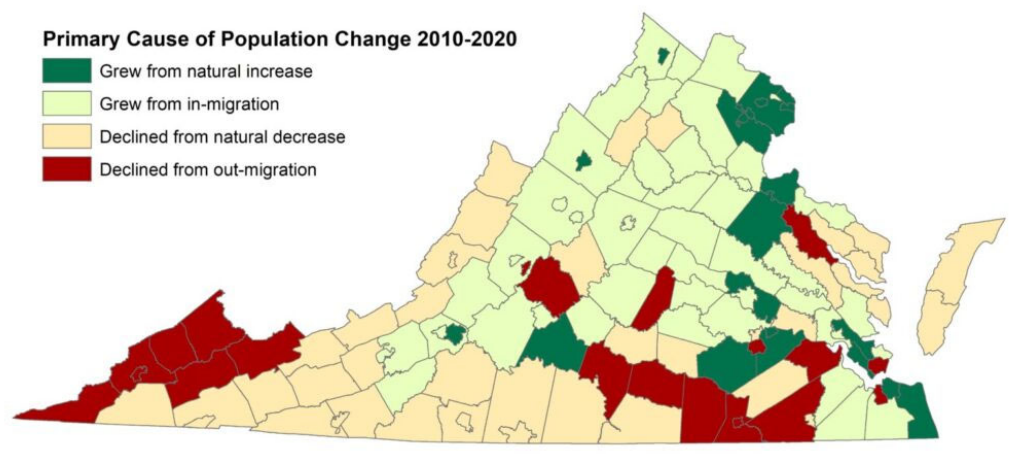 Primary Cause of Population Change 2010-2020
Grew from natural increase
Grew from in-migration
Declined from natural decrease
Declined from out-migration